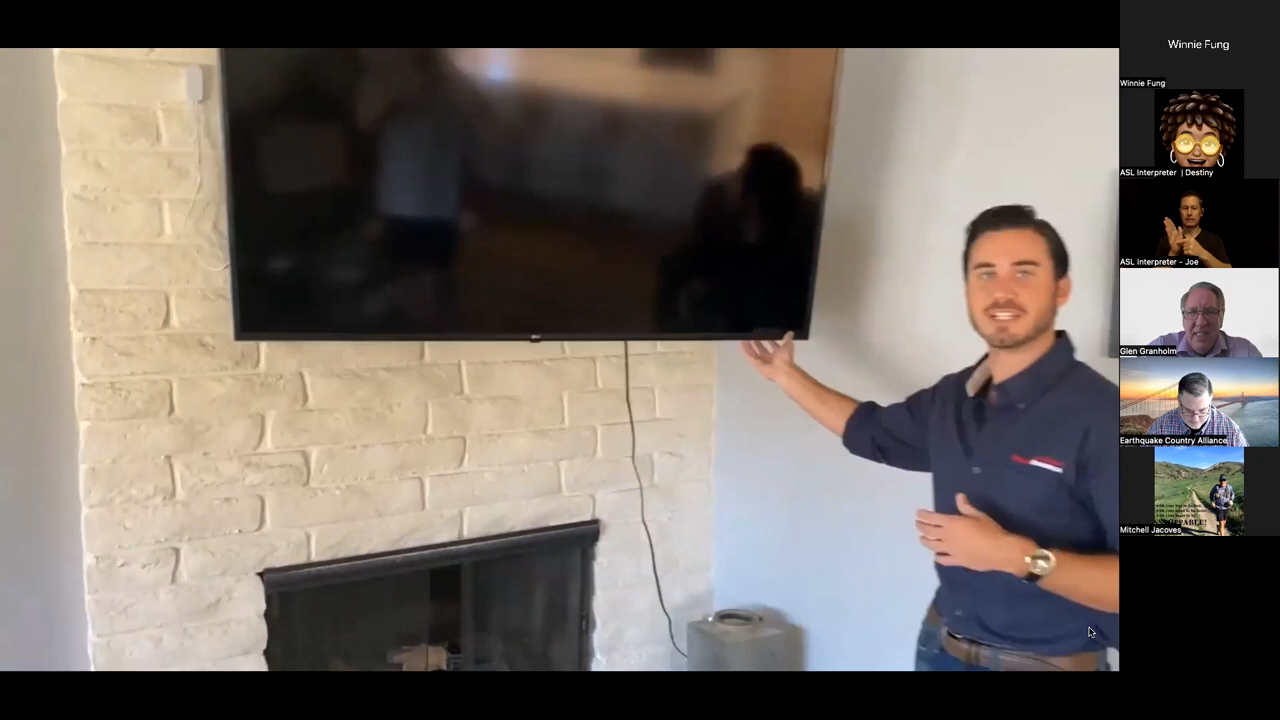 Winnie Fung
Winnie Fung
ASL Interpreter | Destiny
ASL Interpreter - Joe
Glen Granholm
Earthquake Country Alliance
Mitchell Jacoves